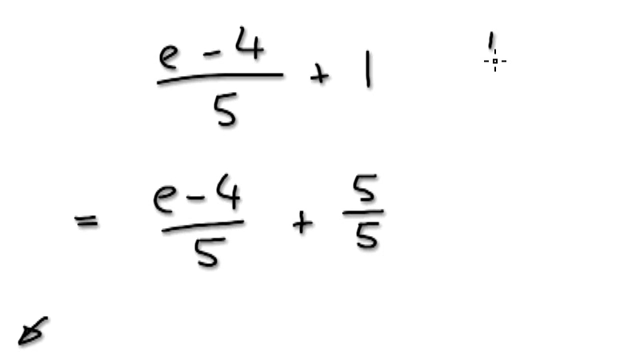 (e - 4)/5 + 1
= (e - 4)/5 + 5/5